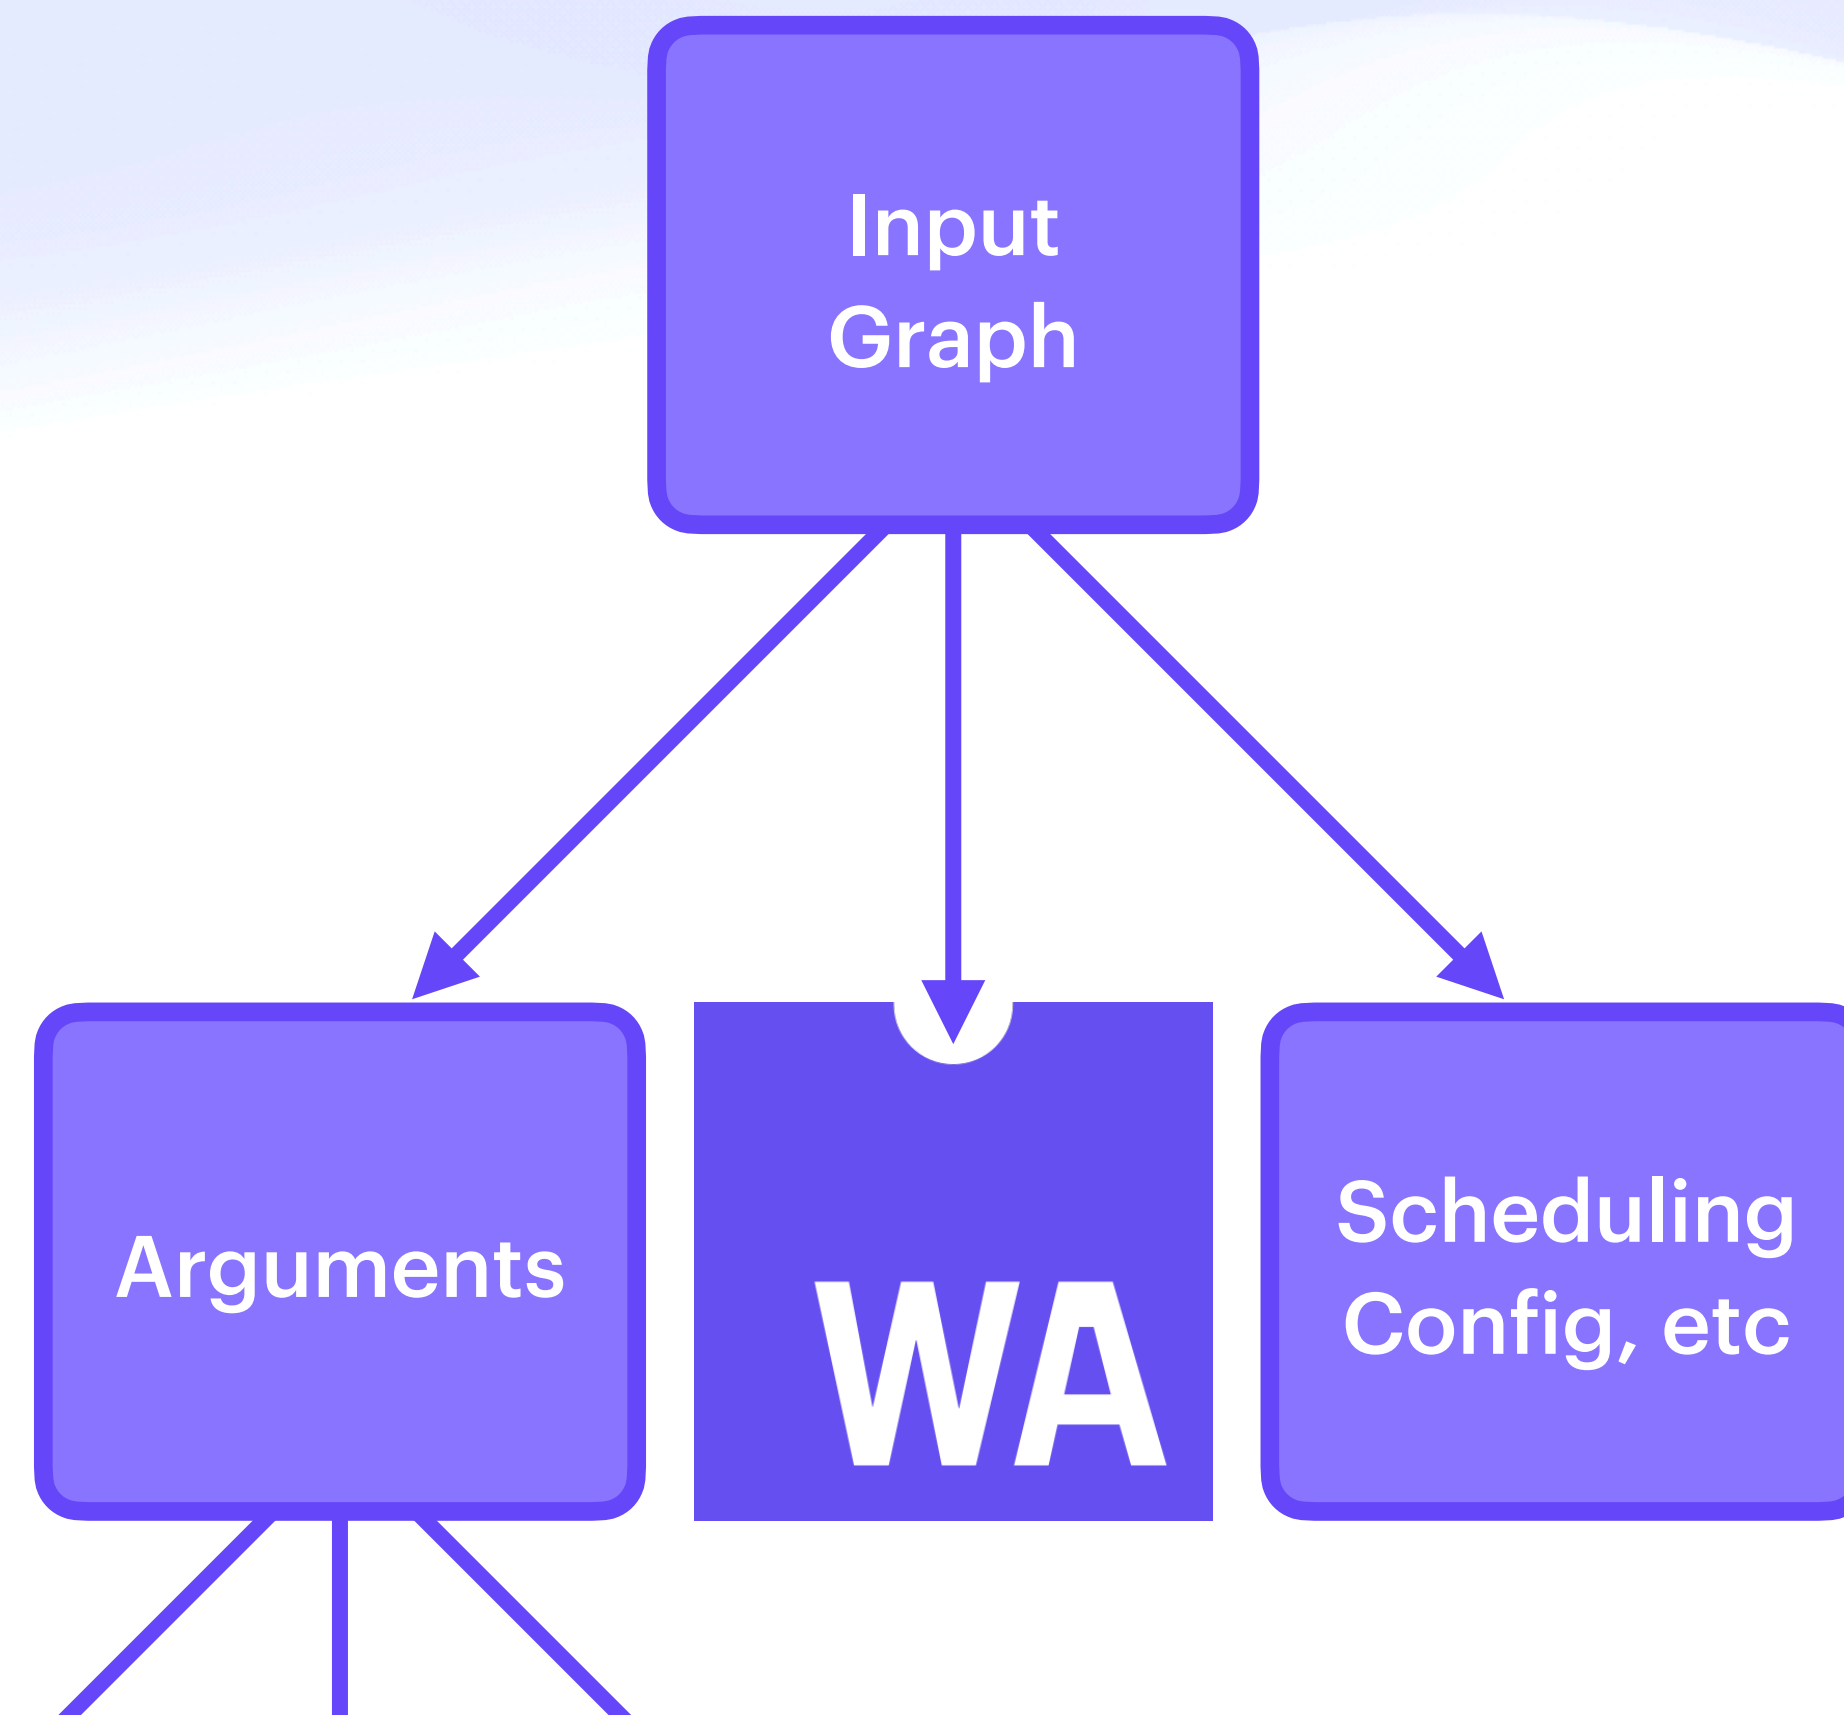 Input
Graph
Arguments
WA
Scheduling
Config, etc